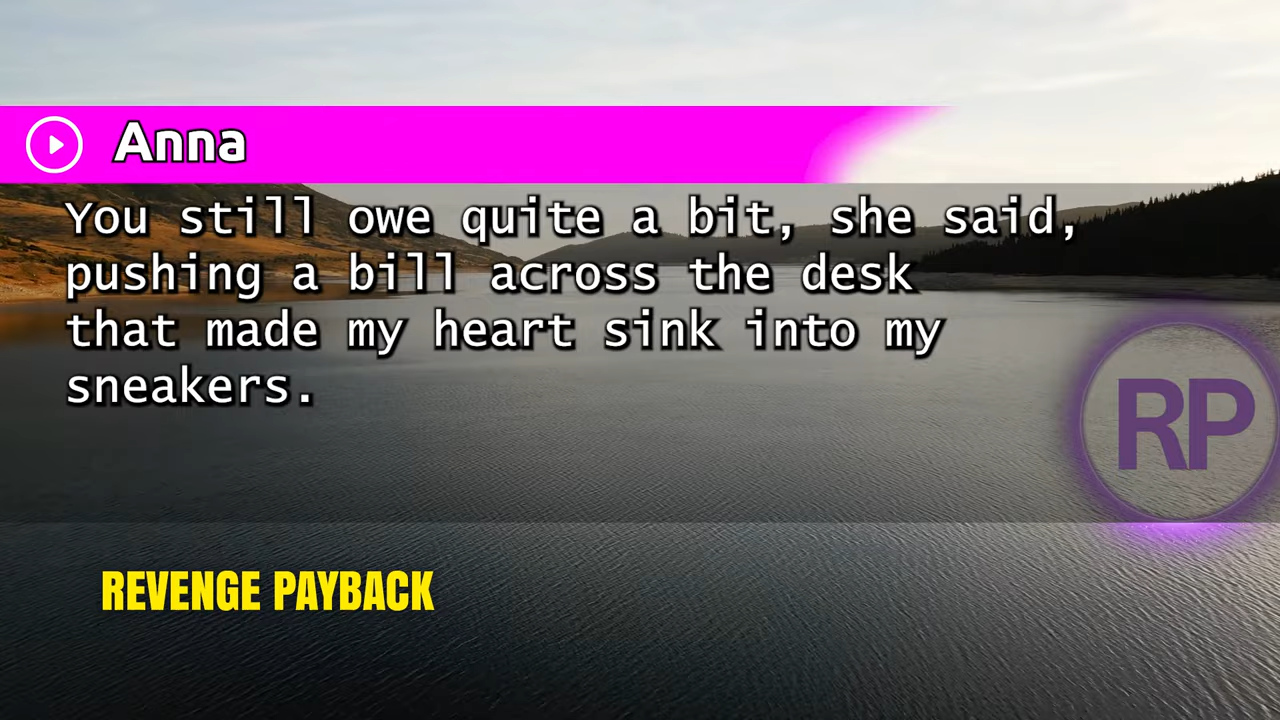 Anna
You still owe quite a bit, she said,
pushing a bill across the desk
that made my heart sink into my
sneakers.
RP
REVENGE PAYBACK